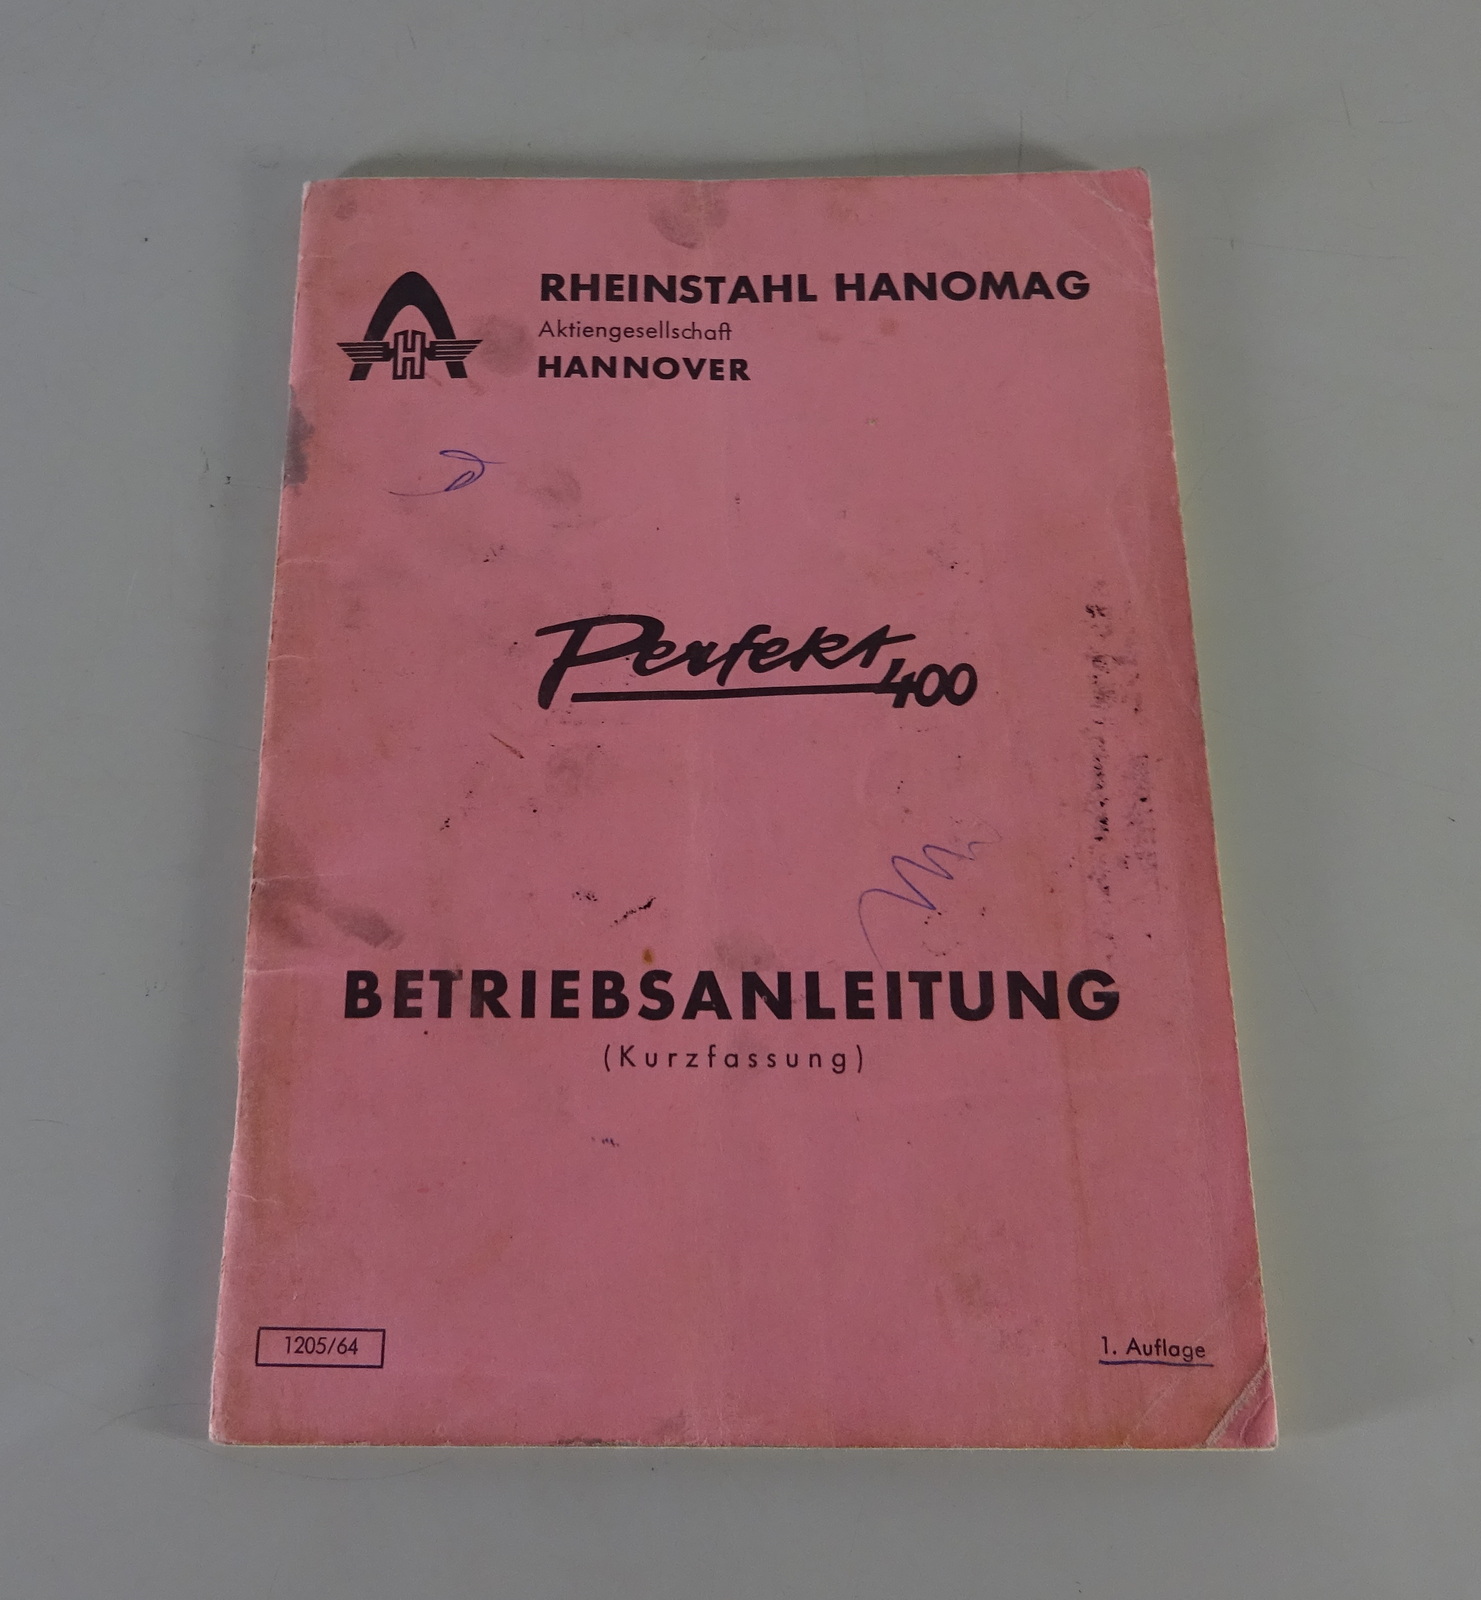 RHEINSTAHL HANOMAG
Aktiengesellschaft
HANNOVER
H
Perfekt 400
BETRIEBSANLEITUNG
(Kurzfassung)
1205/64
1. Auflage